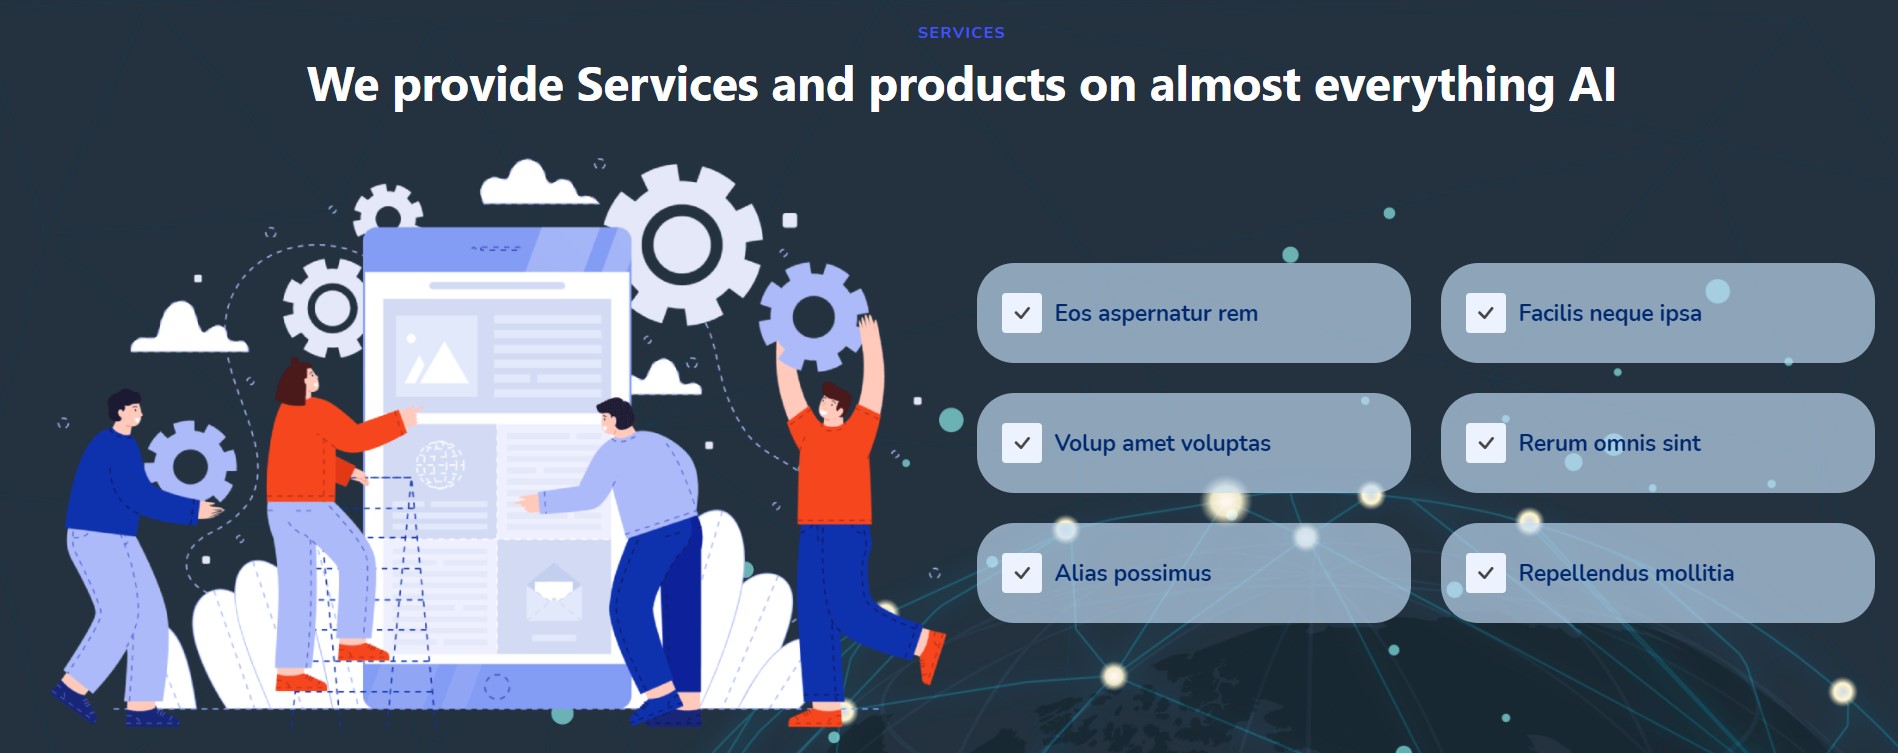 SERVICES
We provide Services and products on almost everything AI
Eos aspernatur rem
Facilis neque ipsa
Volup amet voluptas
Rerum omnis sint
Alias possimus
Repellendus mollitia